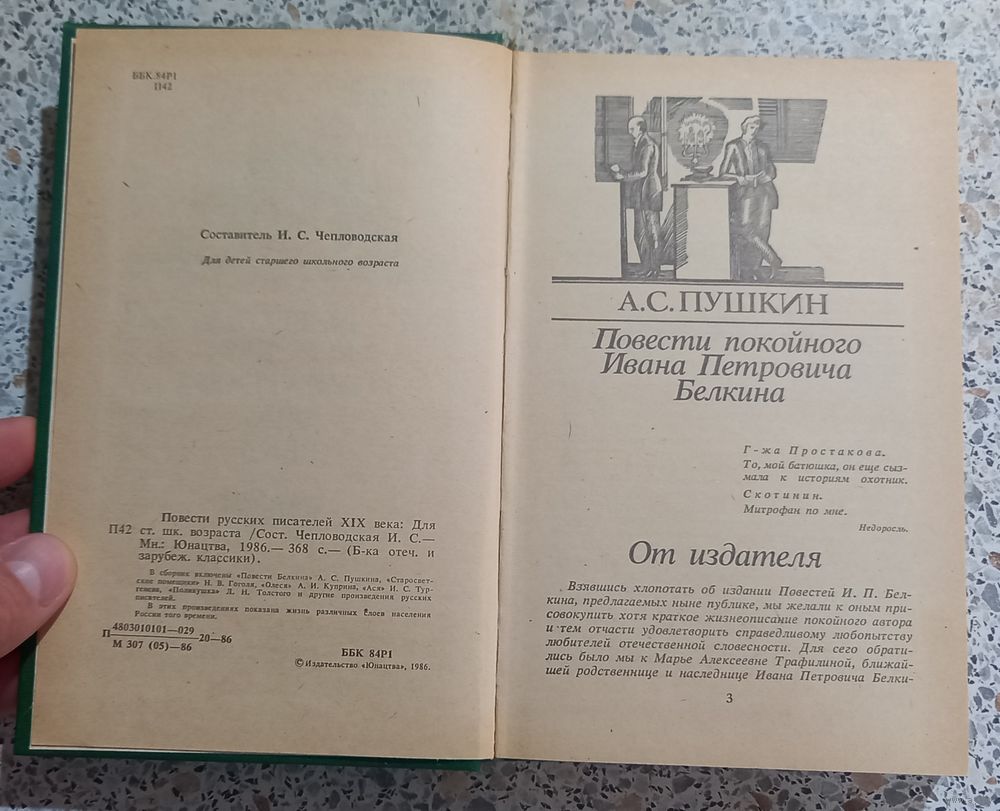 ББК 84Р1
П42
Составитель И. С. Чепловодская
Для детей старшего школьного возраста
Повести русских писателей XIX века: Для
П42 ст. шк. возраста /Сост. Чепловодская И. С.—
Мн.: Юнацтва, 1986.— 368 с.— (Б-ка отеч. и
зарубеж. классики).
В сборник включены «Повести Белкина» А. С. Пушкина, «Старосвет-
ские помещики» Н. В. Гоголя, «Олеся» А. И. Куприна, «Ася» И. С. Тур-
генева, «Поликушка» Л. Н. Толстого и другие произведения русских
писателей.
В этих произведениях показана жизнь различных слоев населения
России того времени.
П 4803010101—029 20—86
М 307 (05)—86
ББК 84Р1
© Издательство «Юнацтва», 1986.
А.С. ПУШКИН
Повести покойного
Ивана Петровича
Белкина
Г-жа Простакова.
То, мой батюшка, он еще сыз-
мала к историям охотник.
Скотинин.
Митрофан по мне.
Недоросль.
От издателя
Взявшись хлопотать об издании Повестей И. П. Бел-
кина, предлагаемых ныне публике, мы желали к оным при-
совокупить хотя краткое жизнеописание покойного автора
и тем отчасти удовлетворить справедливому любопытству
любителей отечественной словесности. Для сего обрати-
лись было мы к Марье Алексеевне Трафилиной, ближай-
шей родственнице и наследнице Ивана Петровича Белки-
3